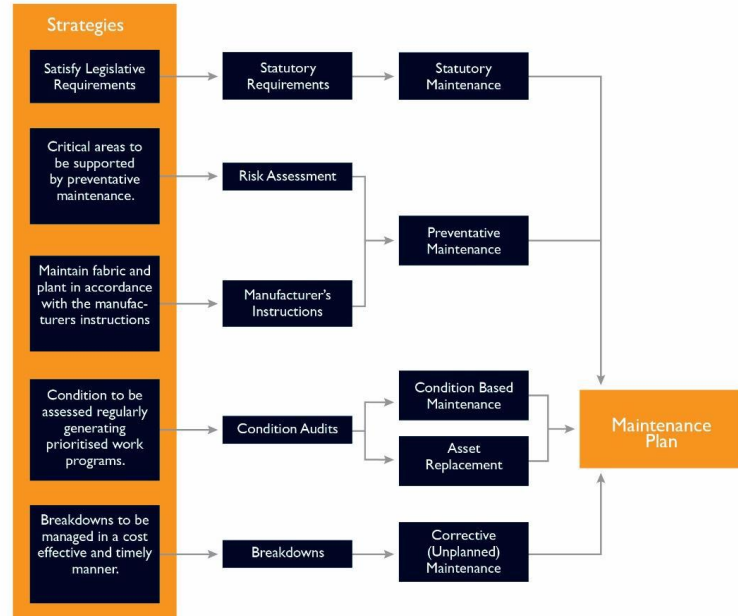 Strategies
Satisfy Legislative
Requirements
Statutory
Requirements
Statutory
Maintenance
Critical areas to
be supported
by preventative
maintenance.
Risk Assessment
Preventative
Maintenance
Maintain fabric and
plant in accordance
with the manufac-
turers instructions
Manufacturer's
Instructions
Condition to be
assessed regularly
generating
prioritised work
programs.
Condition Audits
Condition Based
Maintenance
Asset
Replacement
Maintenance
Plan
Breakdowns to be
managed in a cost
effective and timely
manner.
Breakdowns
Corrective
(Unplanned)
Maintenance